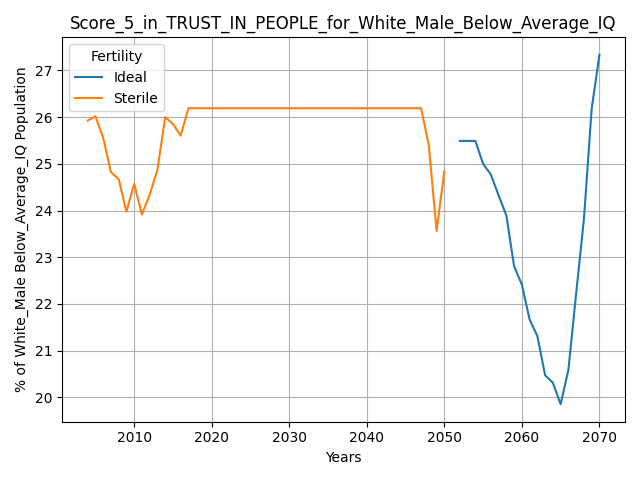 Score_5_in_TRUST_IN_PEOPLE_for_White_Male_Below_Average_IQ
% of White_Male Below_Average_IQ Population
27
26
25
24
23
22
21
20
Fertility
Ideal
Sterile
2010 2020 2030 2040 2050 2060 2070
Years